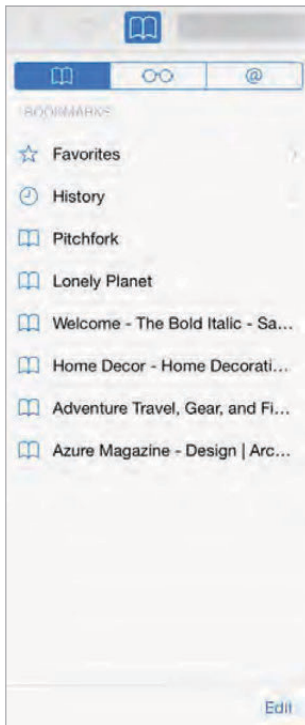 @
BOOKMARKS
Favorites
History
Pitchfork
Lonely Planet
Welcome - The Bold Italic - Sa...
Home Decor - Home Decorati...
Adventure Travel, Gear, and Fi...
Azure Magazine - Design | Arc...
Edit